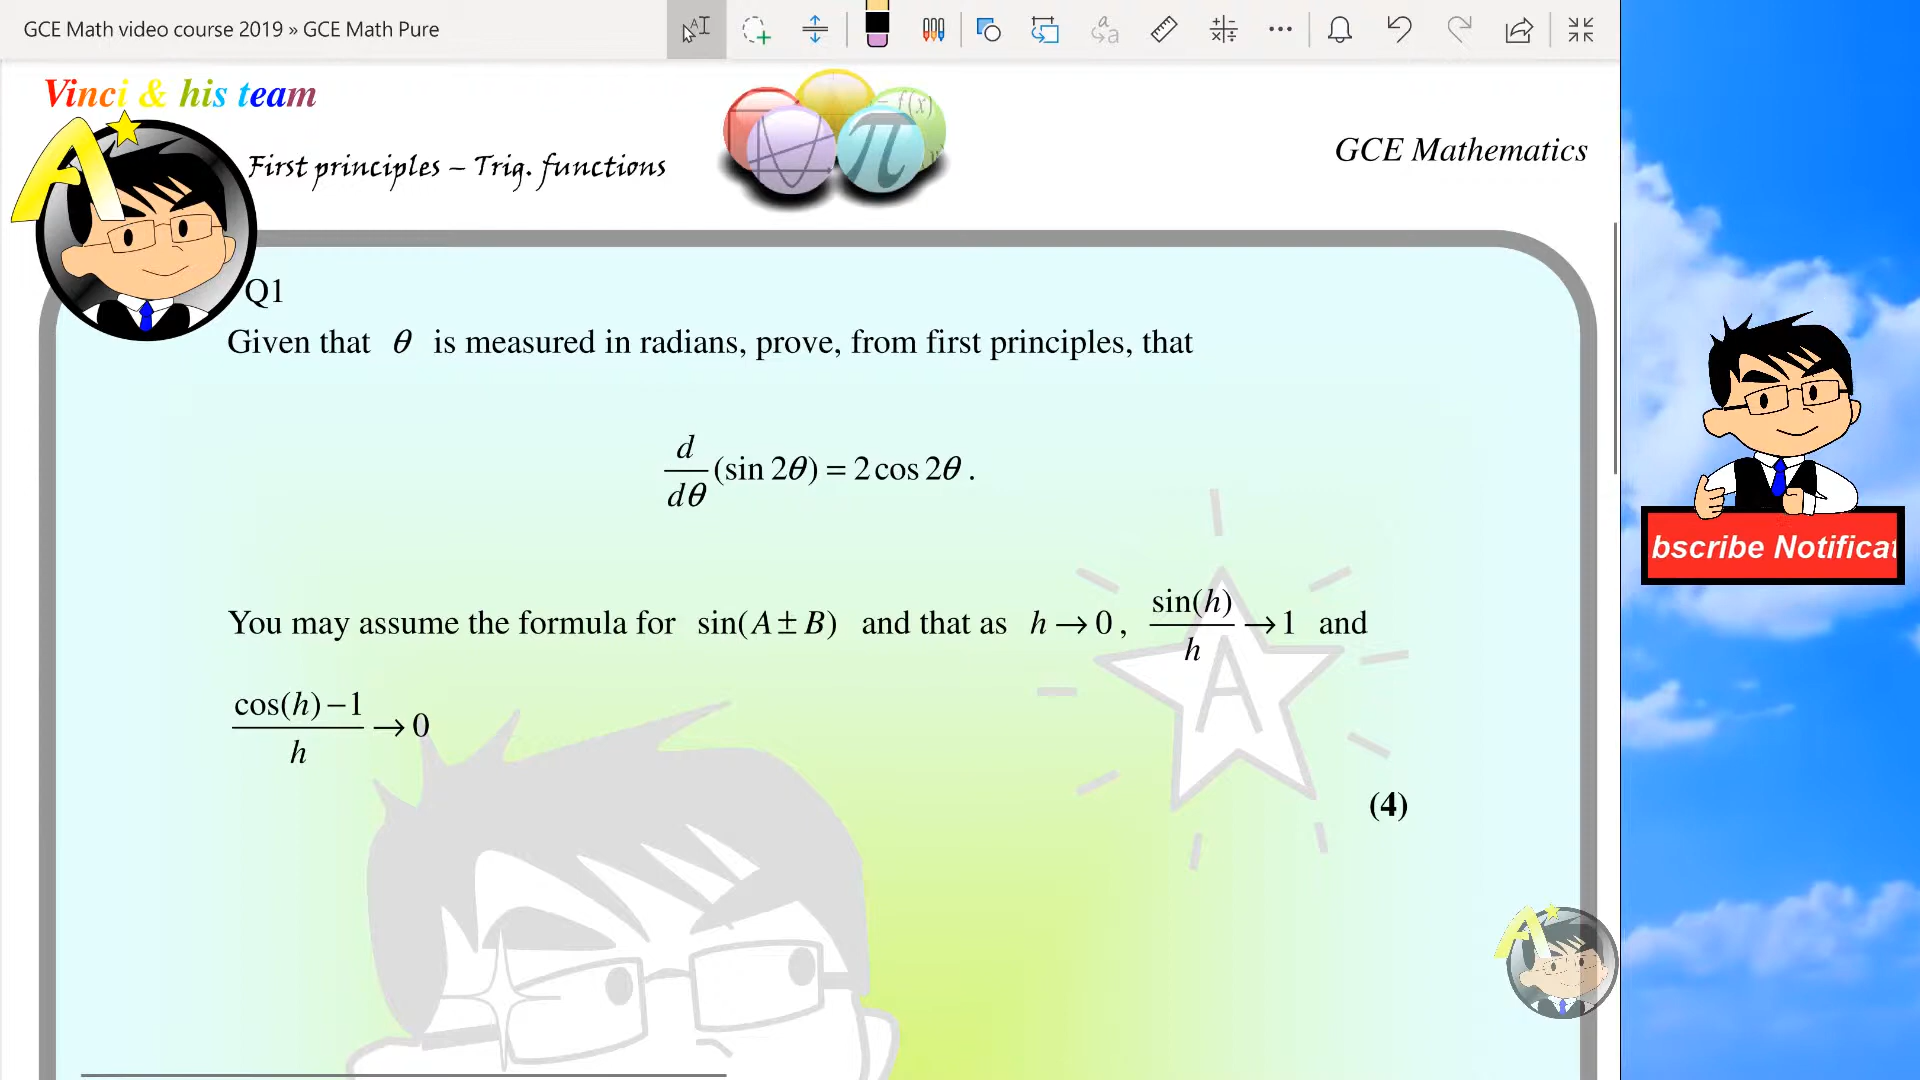 GCE Math video course 2019 » GCE Math Pure
Vinci & his team
First principles – Trig. functions
GCE Mathematics
Q1
Given that θ is measured in radians, prove, from first principles, that
d/dθ (sin 2θ) = 2 cos 2θ .
You may assume the formula for sin(A ± B) and that as h → 0, sin(h)/h → 1 and
cos(h) − 1/h → 0
(4)
bscribe Notificat